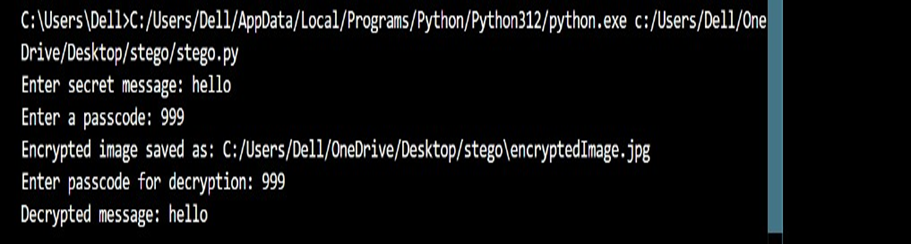 C:\Users\Dell>C:/Users/Dell/AppData/Local/Programs/Python/Python312/python.exe c:/Users/Dell/One
Drive/Desktop/stego/stego.py
Enter secret message: hello
Enter a passcode: 999
Encrypted image saved as: C:/Users/Dell/OneDrive/Desktop/stego\encryptedImage.jpg
Enter passcode for decryption: 999
Decrypted message: hello